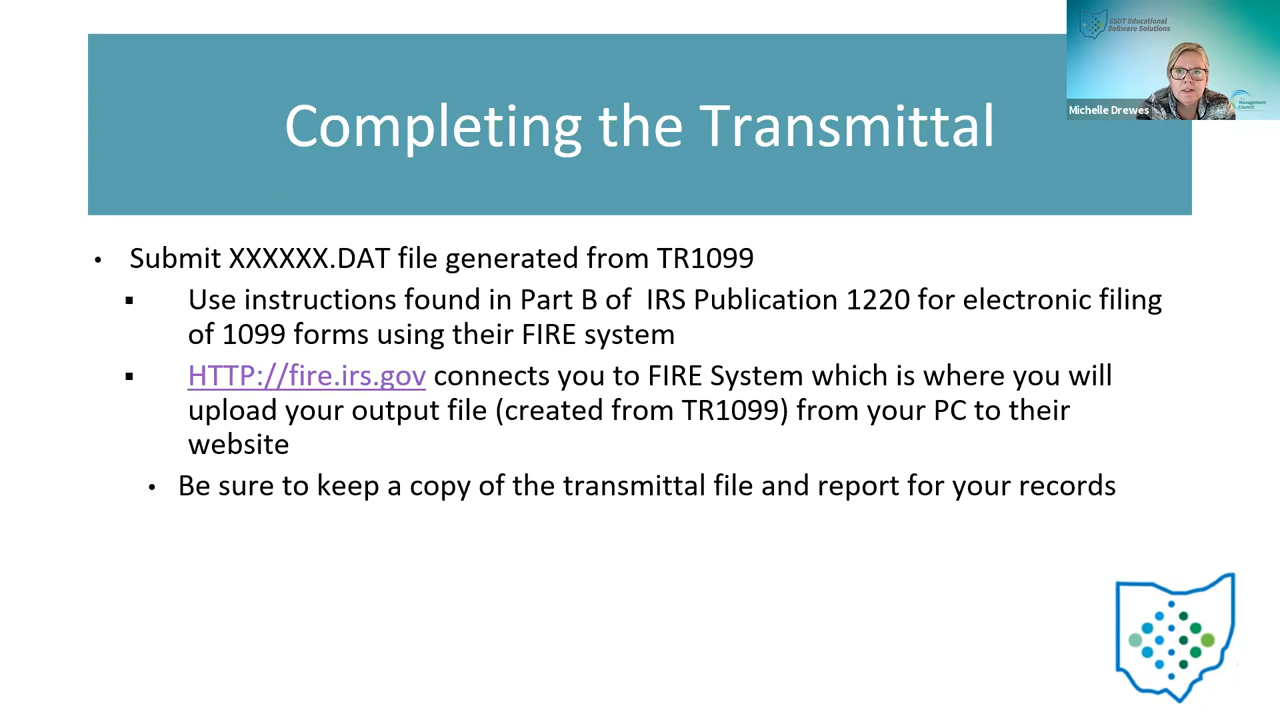 SSDT Educational
Software Solutions
Management
Council
Michelle Drewes
Completing the Transmittal
• Submit XXXXXX.DAT file generated from TR1099
▪ Use instructions found in Part B of  IRS Publication 1220 for electronic filing
of 1099 forms using their FIRE system
▪ HTTP://fire.irs.gov connects you to FIRE System which is where you will
upload your output file (created from TR1099) from your PC to their
website
• Be sure to keep a copy of the transmittal file and report for your records